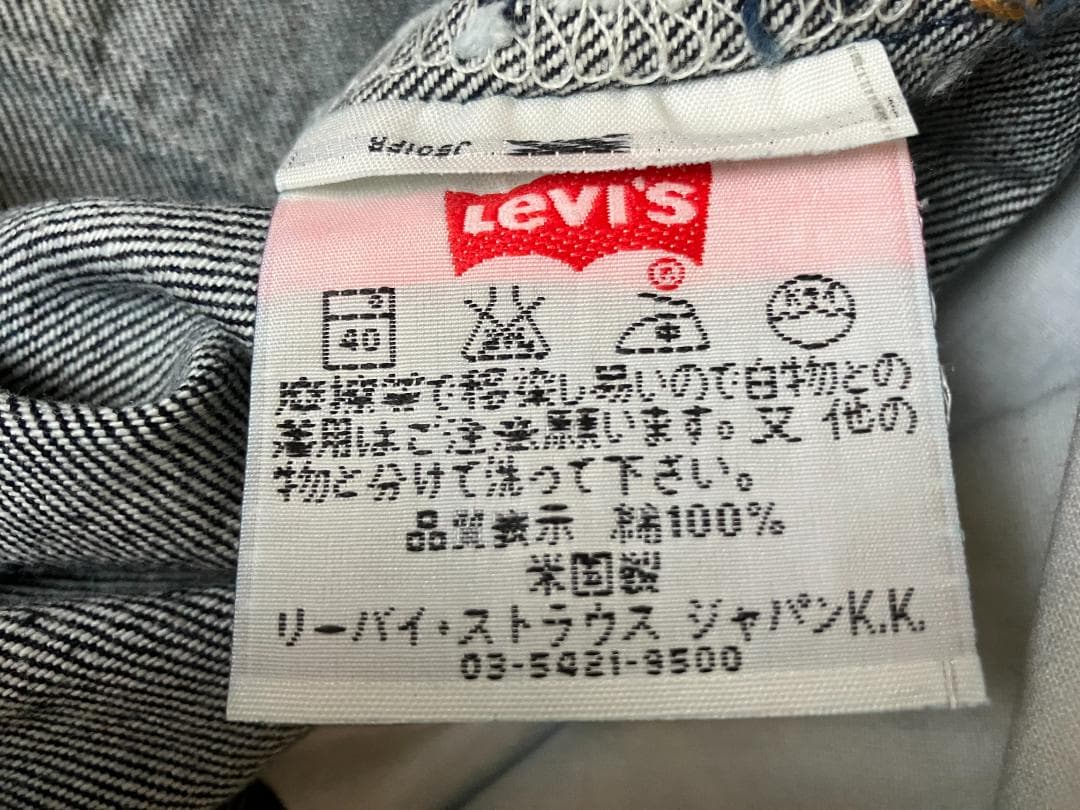 J501FR
LEVI'S
®
40
中
摩擦等で移染し易いので白物との
着用はご注意願います。又 他の
物と分けて洗って下さい。
品質表示 綿100%
米国製
リーバイ・ストラウス ジャパンK.K.
03-5421-9500